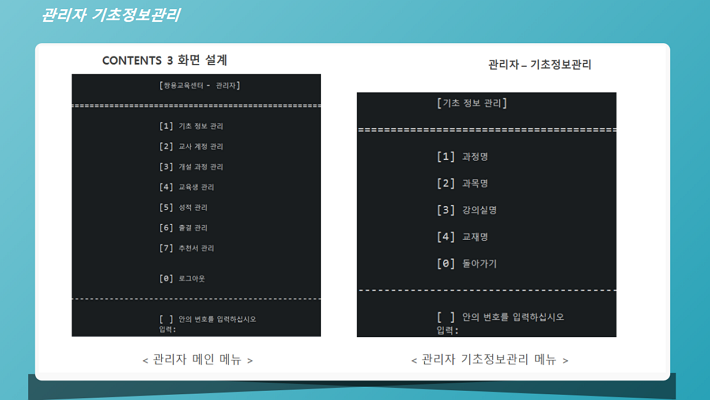 관리자 기초정보관리
CONTENTS 3 화면 설계
[쌍용교육센터 - 관리자]
[1] 기초 정보 관리
[2] 교사 계정 관리
[3] 개설 과정 관리
[4] 교육생 관리
[5] 성적 관리
[6] 출결 관리
[7] 추천서 관리
[0] 로그아웃
[ ] 안의 번호를 입력하십시오
입력:
< 관리자 메인 메뉴 >
관리자 – 기초정보관리
[기초 정보 관리]
[1] 과정명
[2] 과목명
[3] 강의실명
[4] 교재명
[0] 돌아가기
[ ] 안의 번호를 입력하십시오
입력:
< 관리자 기초정보관리 메뉴 >